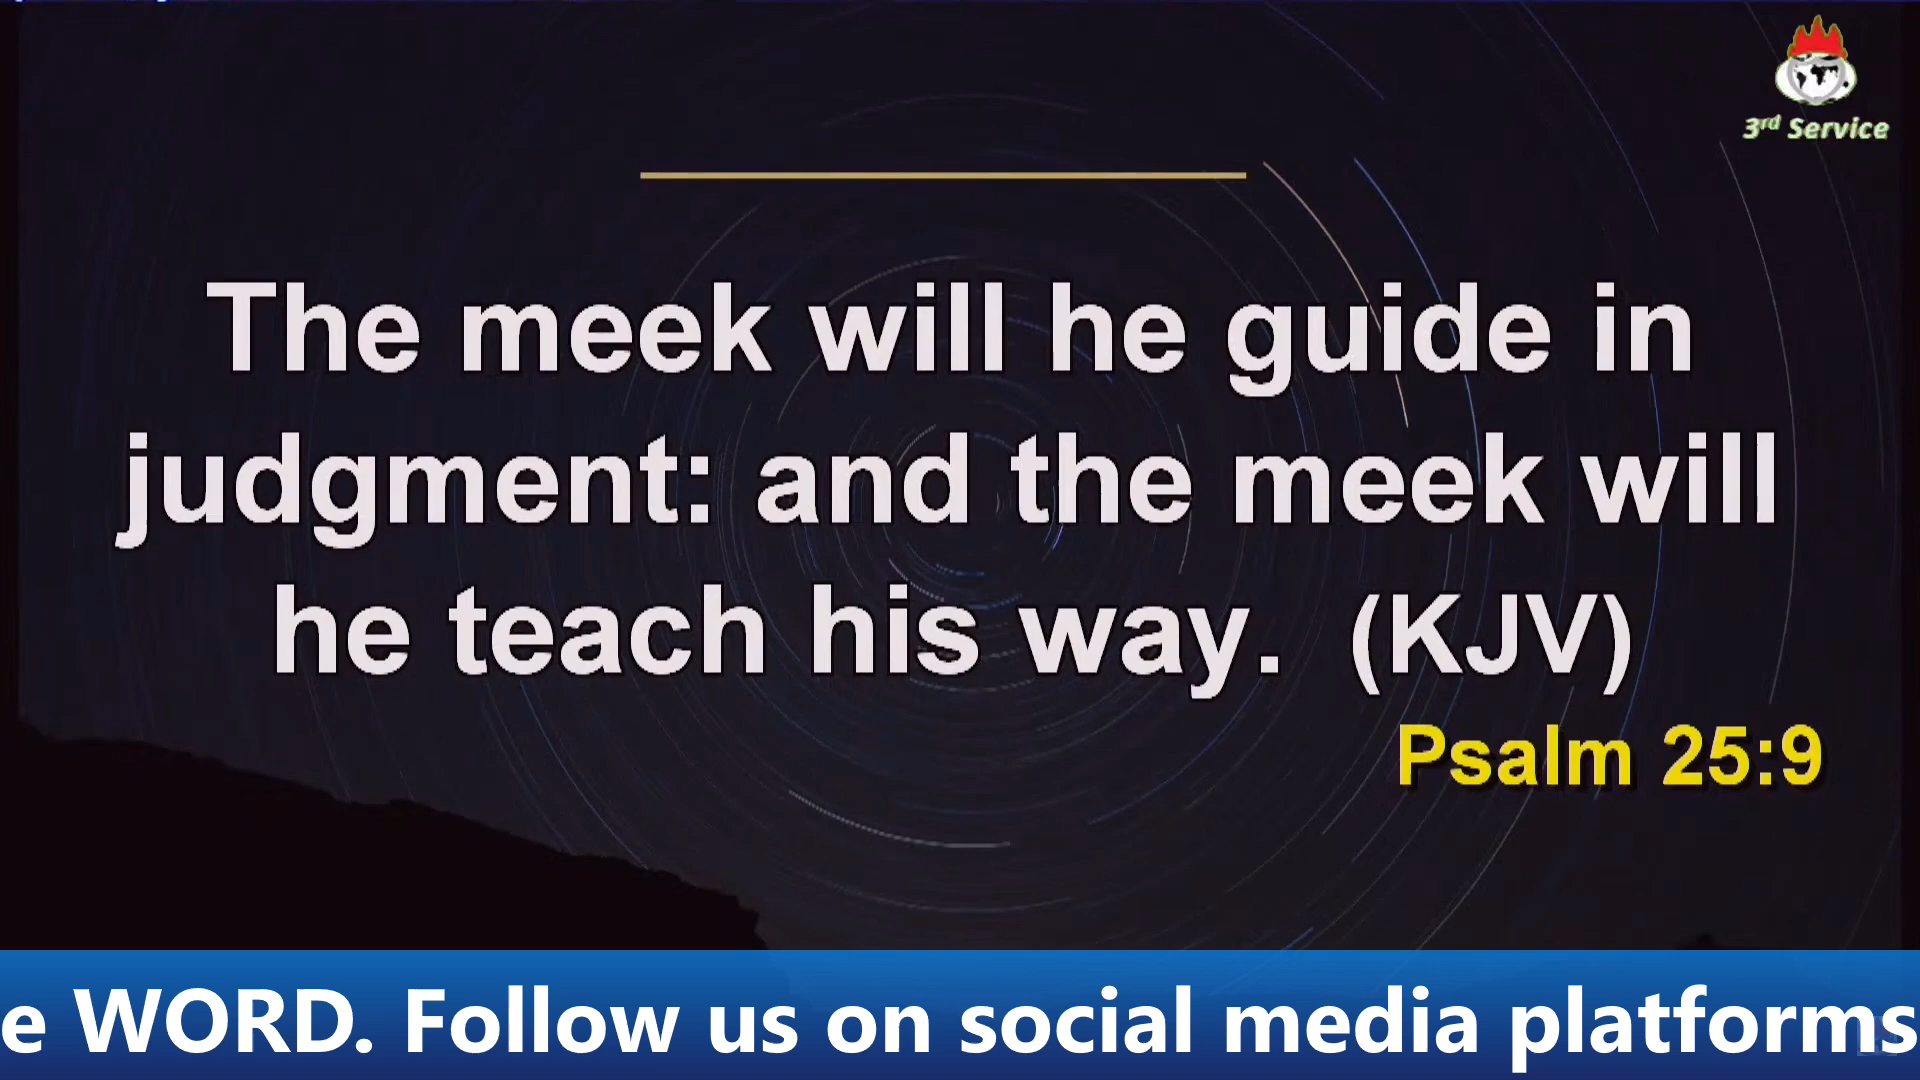 3rd Service
The meek will he guide in
judgment: and the meek will
he teach his way. (KJV)
Psalm 25:9
e WORD. Follow us on social media platforms